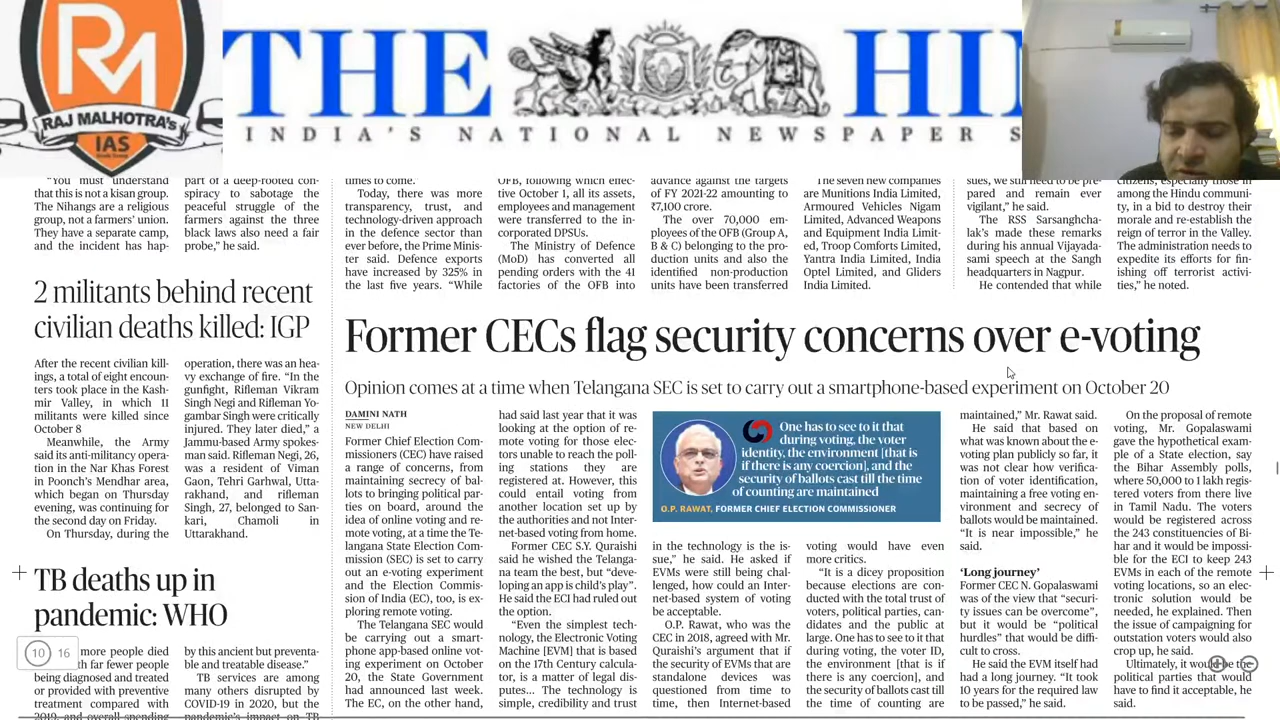 RM
RAJ MALHOTRA's
IAS
THE HI
INDIA'S NATIONAL NEWSPAPER S
"You must understand
that this is not a kisan group.
The Nihangs are a religious
group, not a farmers' union.
They have a separate camp,
and the incident has hap-
part of a deep-rooted con-
spiracy to sabotage the
peaceful struggle of the
farmers against the three
black laws also need a fair
probe," he said.
2 militants behind recent
civilian deaths killed: IGP
After the recent civilian kill-
ings, a total of eight encoun-
ters took place in the Kash-
mir Valley, in which 11
militants were killed since
October 8
Meanwhile, the Army
said its anti-militancy opera-
tion in the Nar Khas Forest
in Poonch's Mendhar area,
which began on Thursday
evening, was continuing for
the second day on Friday.
On Thursday, during the
operation, there was an hea-
vy exchange of fire. "In the
gunfight, Rifleman Vikram
Singh Negi and Rifleman Yo-
gambar Singh were critically
injured. They later died," a
Jammu-based Army spokes-
man said. Rifleman Negi, 26,
was a resident of Viman
Gaon, Tehri Garhwal, Utta-
rakhand, and rifleman
Singh, 27, belonged to San-
kari, Chamoli in
Uttarakhand.
TB deaths up in
pandemic: WHO
more people died
th far fewer people
being diagnosed and treated
or provided with preventive
treatment compared with
2019, and overall spending
by this ancient but preventa-
ble and treatable disease."
TB services are among
many others disrupted by
COVID-19 in 2020, but the
pandemic's impact on TB
10 16
times to come.
Today, there was more
transparency, trust, and
technology-driven approach
in the defence sector than
ever before, the Prime Minis-
ter said. Defence exports
have increased by 325% in
the last five years. "While
OFB, following which effec-
tive October 1, all its assets,
employees and management
were transferred to the in-
corporated DPSUs.
The Ministry of Defence
(MoD) has converted all
pending orders with the 41
factories of the OFB into
advance against the targets
of FY 2021-22 amounting to
₹7,100 crore.
The over 70,000 em-
ployees of the OFB (Group A,
B & C) belonging to the pro-
duction units and also the
identified non-production
units have been transferred
The seven new companies
are Munitions India Limited,
Armoured Vehicles Nigam
Limited, Advanced Weapons
and Equipment India Limit-
ed, Troop Comforts Limited,
Yantra India Limited, India
Optel Limited, and Gliders
India Limited.
sues, we still need to be pre-
pared and remain ever
vigilant," he said.
The RSS Sarsanghcha-
lak's made these remarks
during his annual Vijayada-
sami speech at the Sangh
headquarters in Nagpur.
He contended that while
citizens, especially those in
among the Hindu communi-
ty, in a bid to destroy their
morale and re-establish the
reign of terror in the Valley.
The administration needs to
expedite its efforts for fin-
ishing off terrorist activi-
ties," he noted.
Former CECs flag security concerns over e-voting
Opinion comes at a time when Telangana SEC is set to carry out a smartphone-based experiment on October 20
DAMINI NATH
NEW DELHI
Former Chief Election Com-
missioners (CEC) have raised
a range of concerns, from
maintaining secrecy of bal-
lots to bringing political par-
ties on board, around the
idea of online voting and re-
mote voting, at a time the Te-
langana State Election Com-
mission (SEC) is set to carry
out an e-voting experiment
and the Election Commis-
sion of India (EC), too, is ex-
ploring remote voting.
The Telangana SEC would
be carrying out a smart-
phone app-based online vot-
ing experiment on October
20, the State Government
had announced last week.
The EC, on the other hand,
had said last year that it was
looking at the option of re-
mote voting for those elec-
tors unable to reach the poll-
ing stations they are
registered at. However, this
could entail voting from
another location set up by
the authorities and not Inter-
net-based voting from home.
Former CEC S.Y. Quraishi
said he wished the Telanga-
na team the best, but "deve-
loping an app is child's play".
He said the ECI had ruled out
the option.
"Even the simplest tech-
nology, the Electronic Voting
Machine [EVM] that is based
on the 17th Century calcula-
tor, is a matter of legal dis-
putes... The technology is
simple, credibility and trust
One has to see to it that
during voting, the voter
identity, the environment [that is
if there is any coercion], and the
security of ballots cast till the time
of counting are maintained
O.P. RAWAT, FORMER CHIEF ELECTION COMMISSIONER
in the technology is the is-
sue," he said. He asked if
EVMs were still being chal-
lenged, how could an Inter-
net-based system of voting
be acceptable.
O.P. Rawat, who was the
CEC in 2018, agreed with Mr.
Quraishi's argument that if
the security of EVMs that are
standalone devices was
questioned from time to
time, then Internet-based
voting would have even
more critics.
"It is a dicey proposition
because elections are con-
ducted with the total trust of
voters, political parties, can-
didates and the public at
large. One has to see to it that
during voting, the voter ID,
the environment [that is if
there is any coercion], and
the security of ballots cast till
the time of counting are
maintained," Mr. Rawat said.
He said that based on
what was known about the e-
voting plan publicly so far, it
was not clear how verifica-
tion of voter identification,
maintaining a free voting en-
vironment and secrecy of
ballots would be maintained.
"It is near impossible," he
said.
'Long journey'
Former CEC N. Gopalaswami
was of the view that "securi-
ty issues can be overcome",
but it would be "political
hurdles" that would be diffi-
cult to cross.
He said the EVM itself had
had a long journey. "It took
10 years for the required law
to be passed," he said.
On the proposal of remote
voting, Mr. Gopalaswami
gave the hypothetical exam-
ple of a State election, say
the Bihar Assembly polls,
where 50,000 to 1 lakh regis-
tered voters from there live
in Tamil Nadu. The voters
would be registered across
the 243 constituencies of Bi-
har and it would be impossi-
ble for the ECI to keep 243
EVMs in each of the remote
voting locations, so an elec-
tronic solution would be
needed, he explained. Then
the issue of campaigning for
outstation voters would also
crop up, he said.
Ultimately, it would be the
political parties that would
have to find it acceptable, he
said.